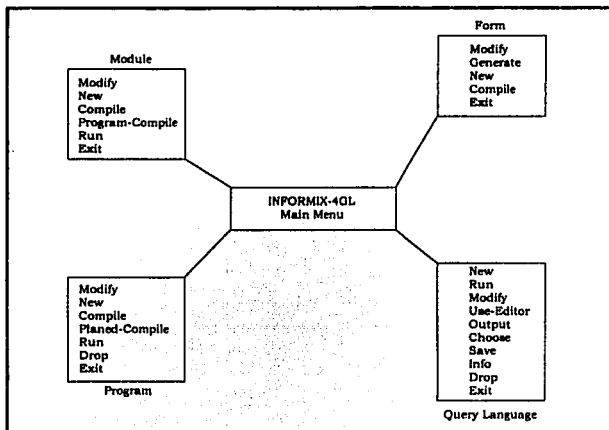 Module
Modify
New
Compile
Program-Compile
Run
Exit
Form
Modify
Generate
New
Compile
Exit
INFORMIX-4GL
Main Menu
Modify
New
Compile
Planed-Compile
Run
Drop
Exit
Program
New
Run
Modify
Use-Editor
Output
Choose
Save
Info
Drop
Exit
Query Language